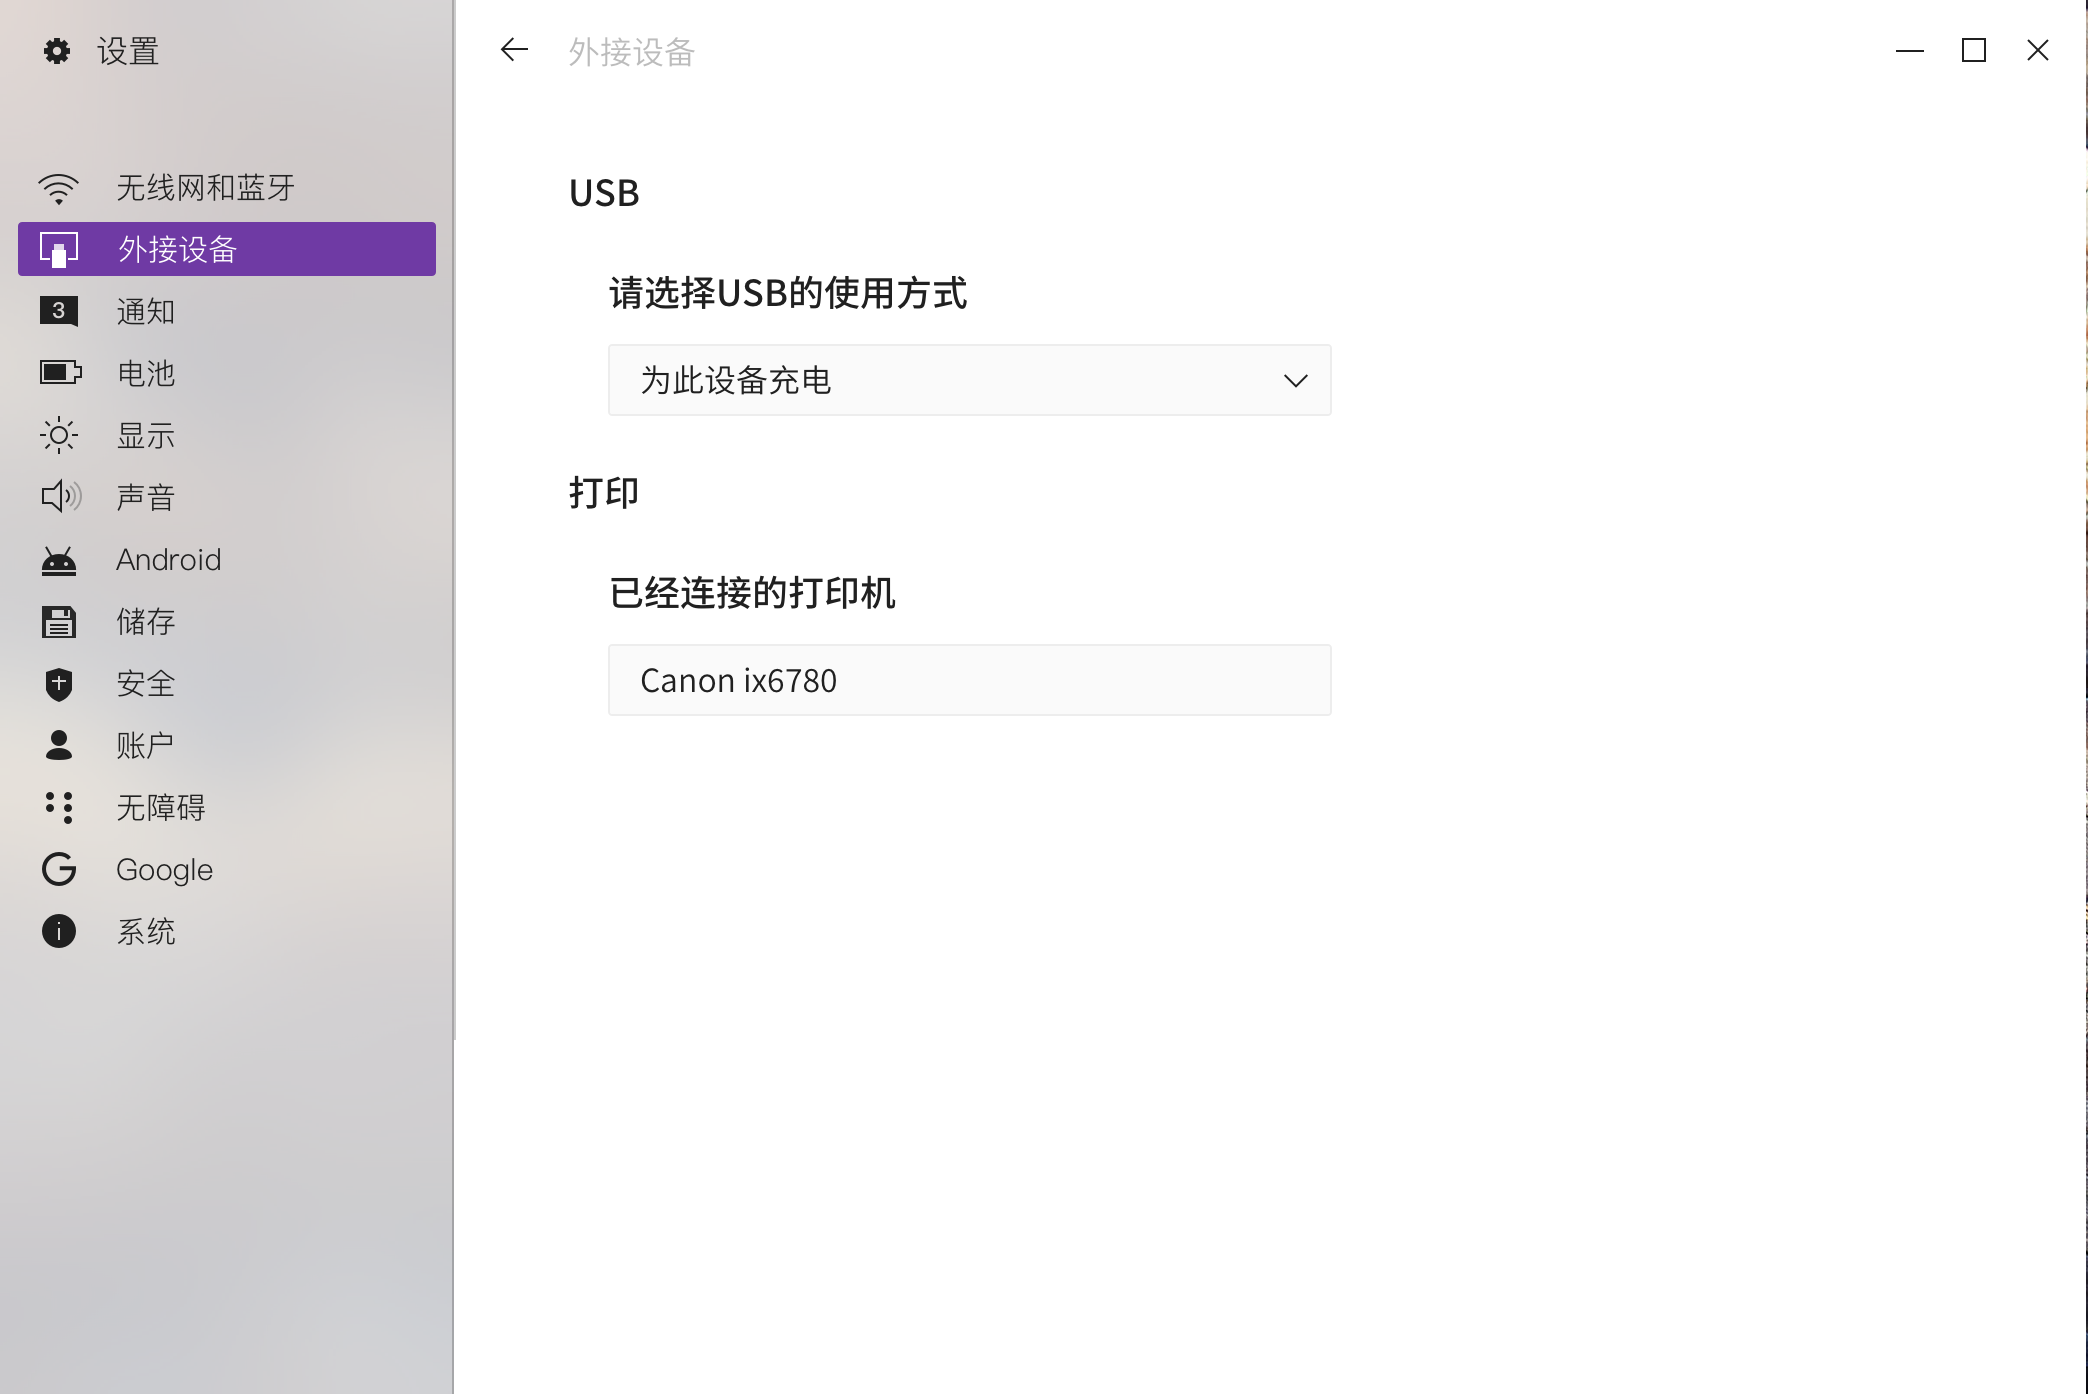 设置
无线网和蓝牙
外接设备
3
通知
电池
显示
声音
Android
储存
安全
账户
无障碍
Google
系统
外接设备
USB
请选择USB的使用方式
为此设备充电
打印
已经连接的打印机
Canon ix6780